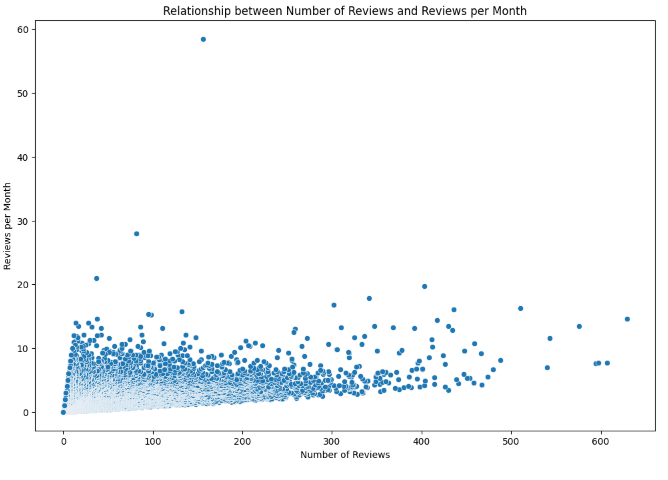 Relationship between Number of Reviews and Reviews per Month
60
50
40
30
20
10
0
Reviews per Month
0 100 200 300 400 500 600
Number of Reviews